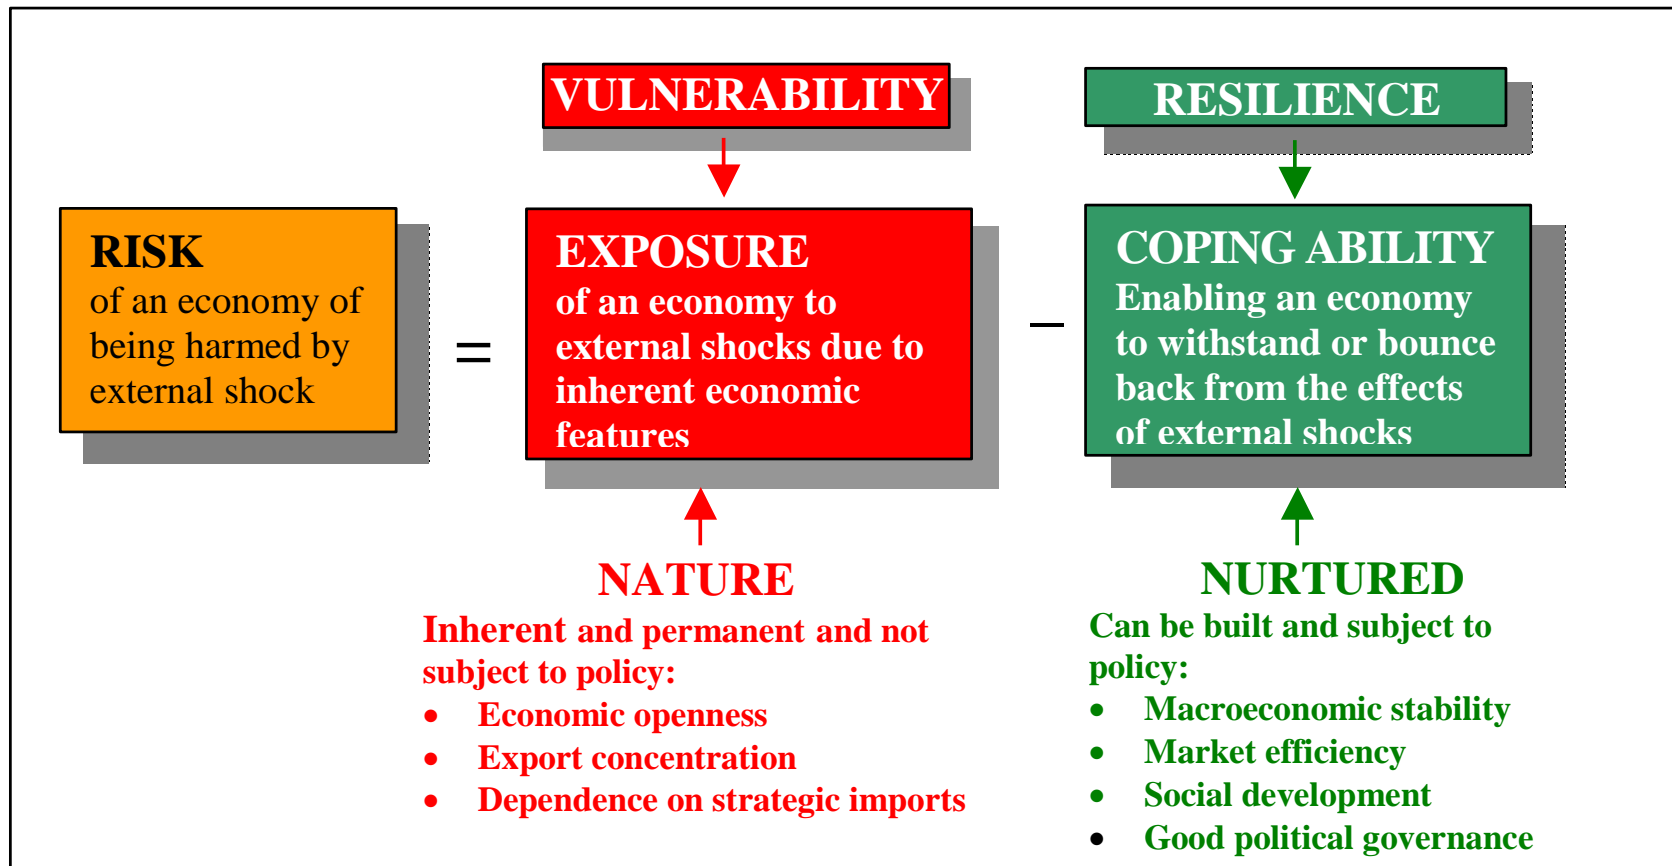 VULNERABILITY
RESILIENCE
RISK
of an economy of
being harmed by
external shock
=
EXPOSURE
of an economy to
external shocks due to
inherent economic
features
–
COPING ABILITY
Enabling an economy
to withstand or bounce
back from the effects
of external shocks
NATURE
Inherent and permanent and not
subject to policy:
• Economic openness
• Export concentration
• Dependence on strategic imports
NURTURED
Can be built and subject to
policy:
• Macroeconomic stability
• Market efficiency
• Social development
• Good political governance